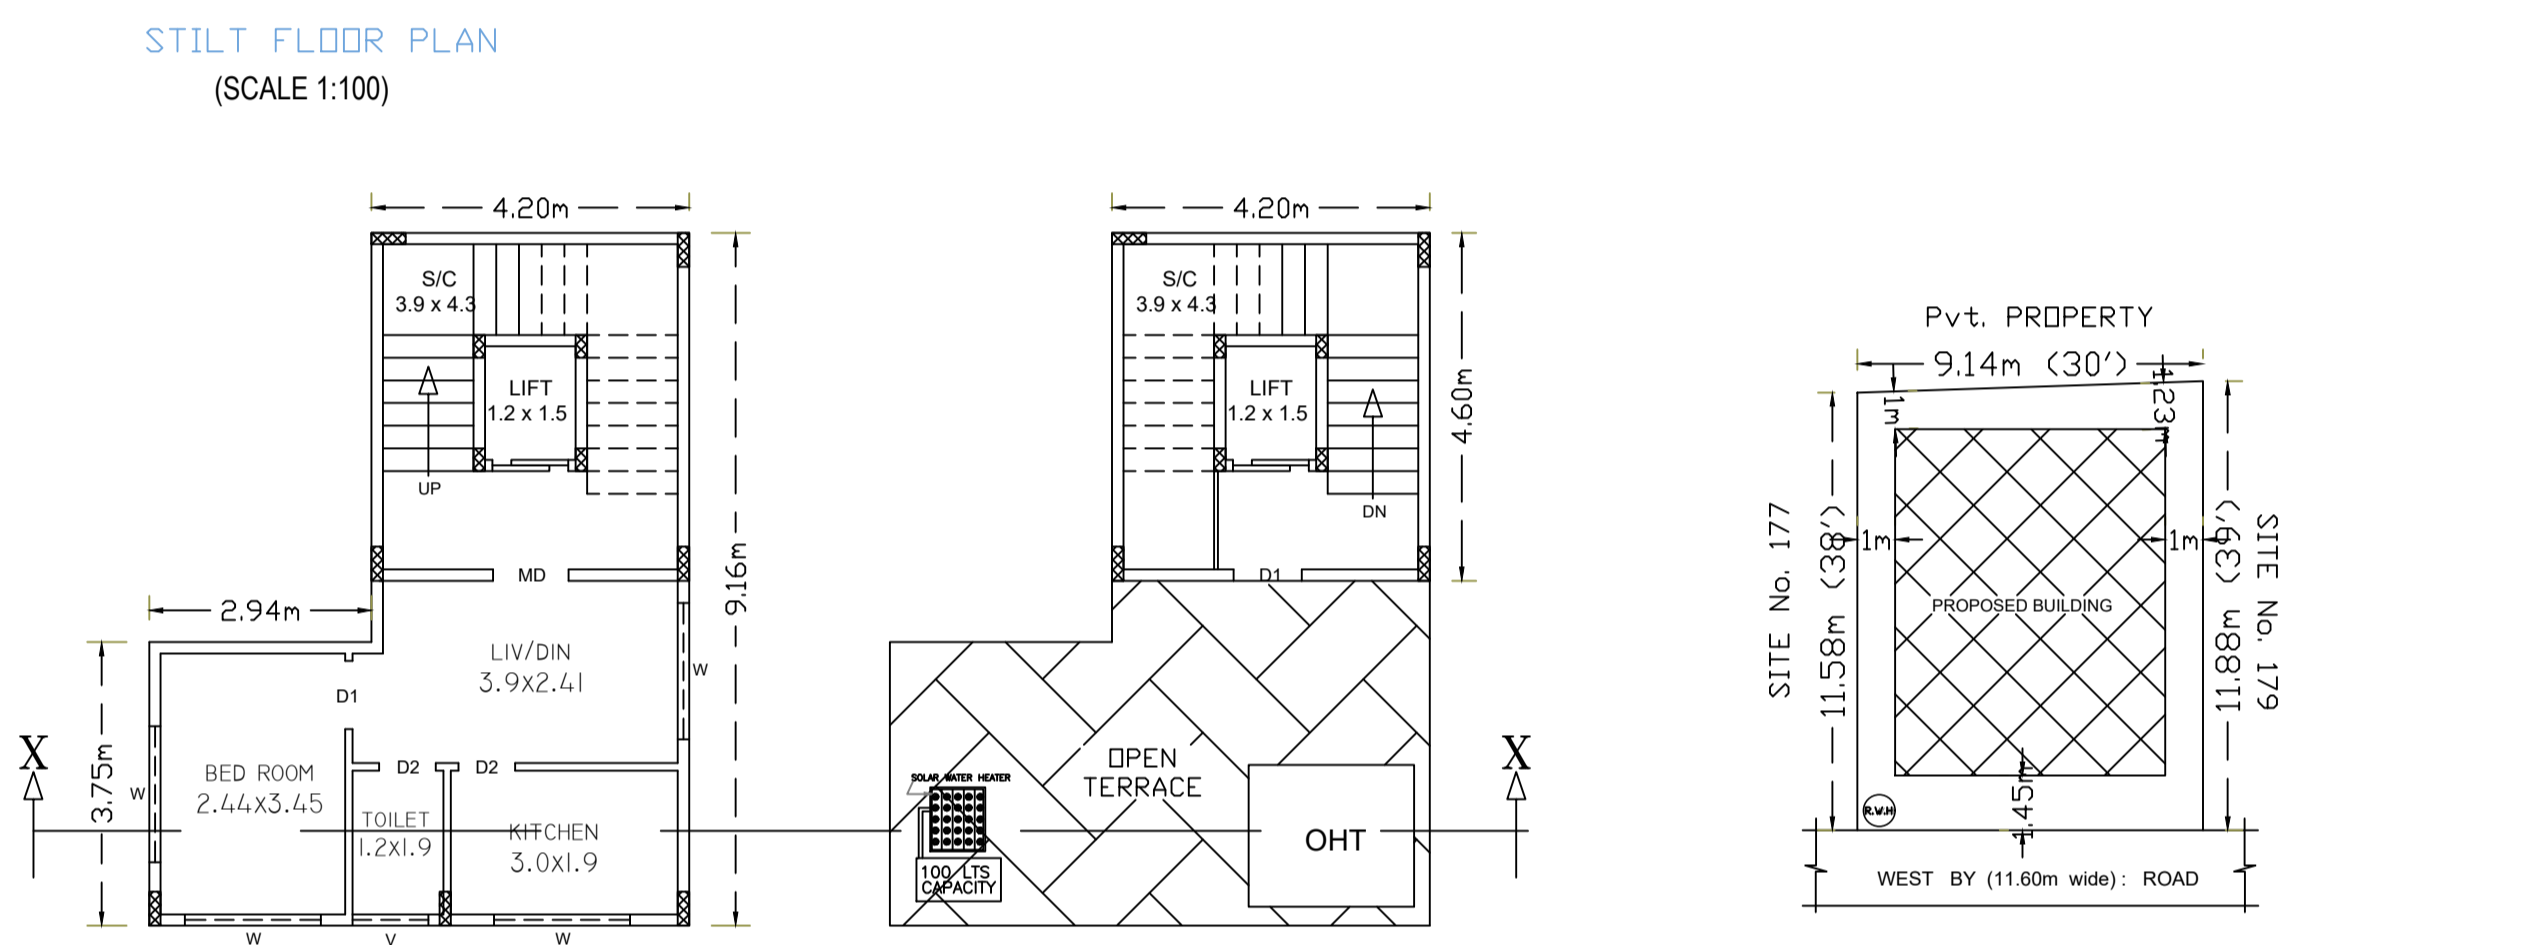 STILT FLOOR PLAN
(SCALE 1:100)
4.20m
S/C
3.9 x 4.3
LIFT
1.2 x 1.5
UP
MD
9.16m
2.94m
3.75m
LIV/DIN
3.9X2.41
W
D1
D2
D2
BED ROOM
2.44X3.45
W
TOILET
1.2X1.9
KITCHEN
3.0X1.9
W
V
W
X
4.20m
S/C
3.9 x 4.3
LIFT
1.2 x 1.5
DN
D1
4.60m
OPEN
TERRACE
SOLAR WATER HEATER
100 LTS
CAPACITY
OHT
X
Pvt. PROPERTY
9.14m (30')
1m
1.23m
SITE No. 177
11.58m (38')
1m
1m
11.88m (39')
SITE No. 179
PROPOSED BUILDING
1.45m
R.W.H
WEST BY (11.60m wide) : ROAD